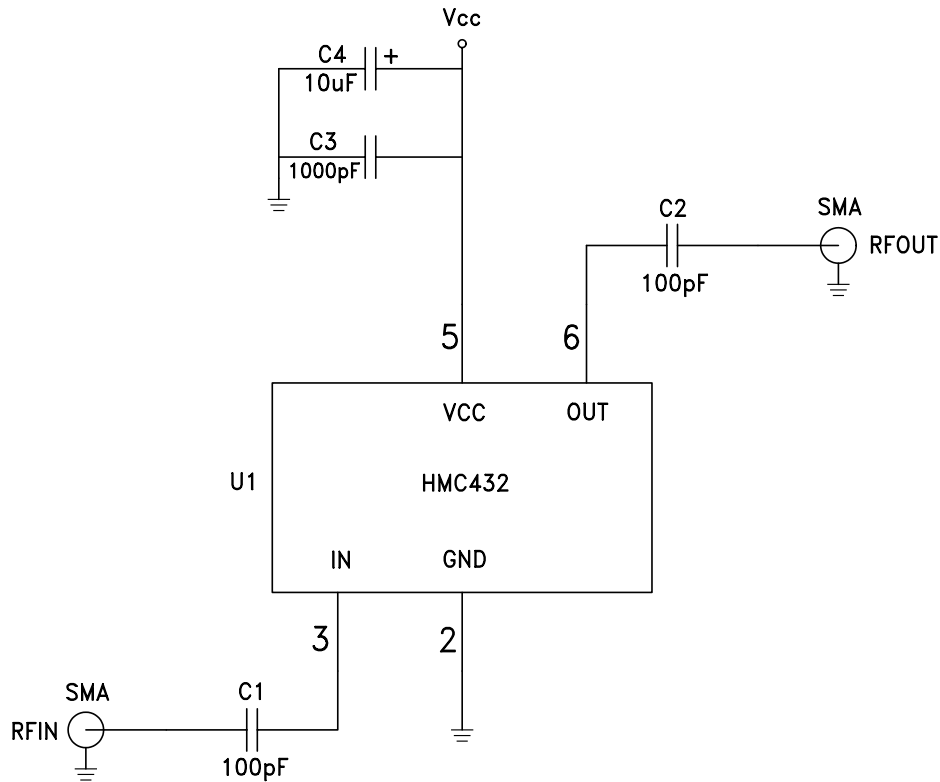 Vcc
C4 +
10uF
C3
1000pF
C2
100pF
SMA
RFOUT
5
6
VCC
OUT
U1
HMC432
IN
GND
3
2
SMA
RFIN
C1
100pF